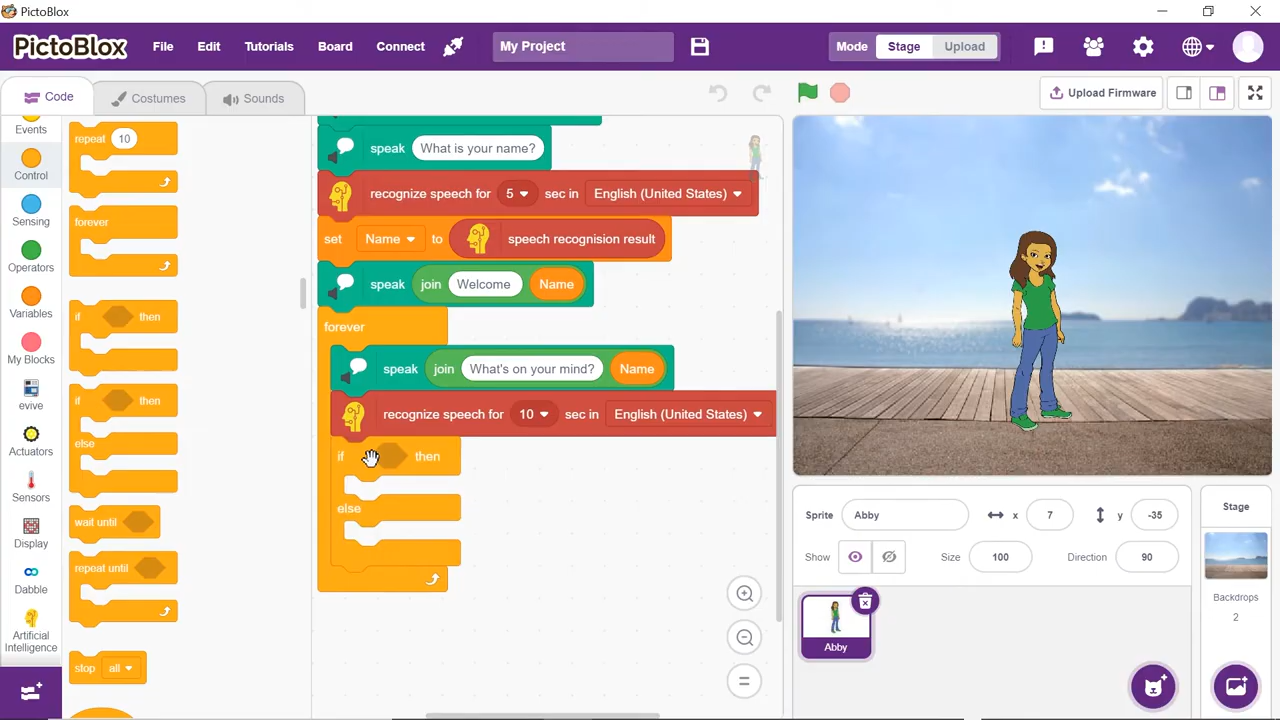 PictoBlox
PictoBlox File Edit Tutorials Board Connect My Project Mode Stage Upload
Code Costumes Sounds Upload Firmware
Events
Control
Sensing
Operators
Variables
My Blocks
evive
Actuators
Sensors
Display
Dabble
Artificial
Intelligence
repeat 10
forever
if then
if then
else
wait until
repeat until
stop all
speak What is your name?
recognize speech for 5 sec in English (United States)
set Name to speech recognision result
speak join Welcome Name
forever
speak join What's on your mind? Name
recognize speech for 10 sec in English (United States)
if then
else
Sprite Abby x 7 y -35
Show Size 100 Direction 90
Abby
Stage
Backdrops
2